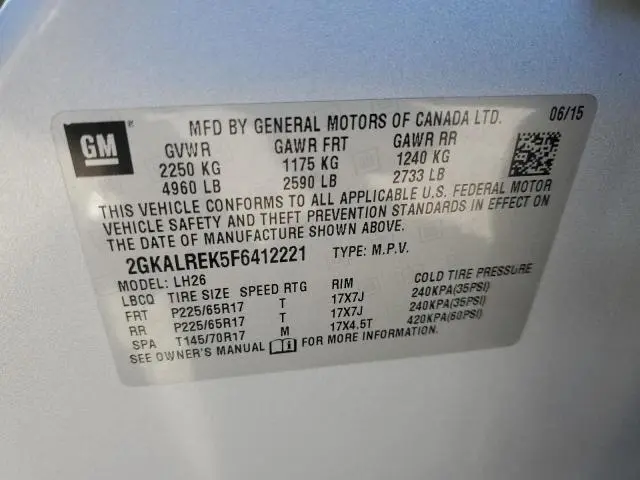 GM ®
MFD BY GENERAL MOTORS OF CANADA LTD. 06/15
GVWR GAWR FRT GAWR RR
2250 KG 1175 KG 1240 KG
4960 LB 2590 LB 2733 LB
THIS VEHICLE CONFORMS TO ALL APPLICABLE U.S. FEDERAL MOTOR
VEHICLE SAFETY AND THEFT PREVENTION STANDARDS IN EFFECT ON
THE DATE OF MANUFACTURE SHOWN ABOVE.
2GKALREK5F6412221 TYPE: M.P.V.
MODEL: LH26
LBCQ TIRE SIZE SPEED RTG RIM COLD TIRE PRESSURE
FRT P225/65R17 T 17X7J 240KPA(35PSI)
RR P225/65R17 T 17X7J 240KPA(35PSI)
SPA T145/70R17 M 17X4.5T 420KPA(60PSI)
SEE OWNER'S MANUAL FOR MORE INFORMATION.